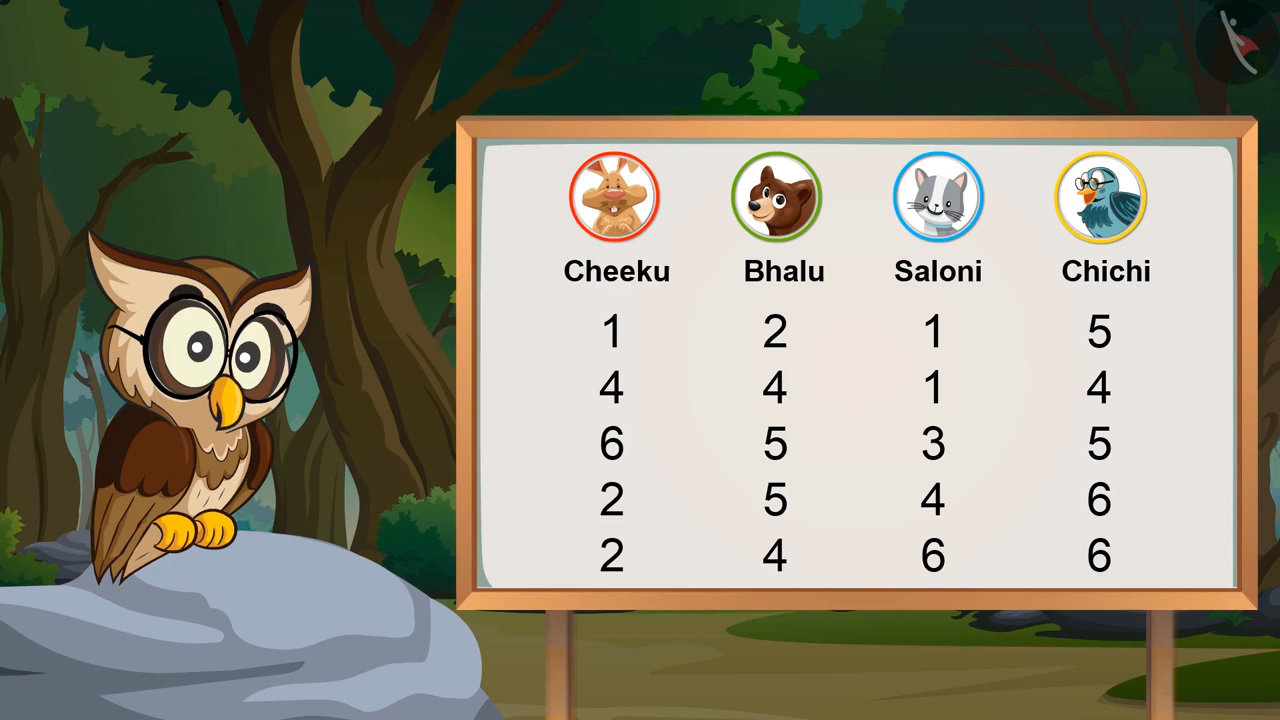 Cheeku Bhalu Saloni Chichi
1 2 1 5
4 4 1 4
6 5 3 5
2 5 4 6
2 4 6 6